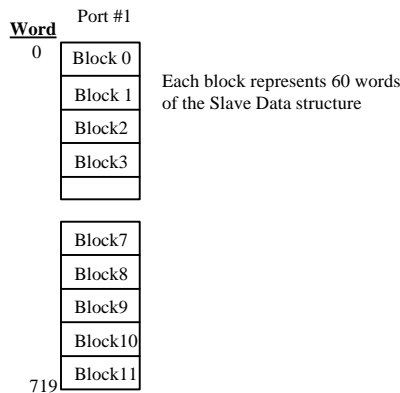 Port #1
Word
0
Block 0
Each block represents 60 words
of the Slave Data structure
Block 1
Block2
Block3
Block7
Block8
Block9
Block10
Block11
719